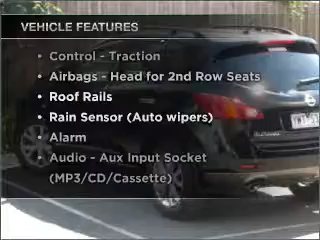 VEHICLE FEATURES
• Control - Traction
• Airbags - Head for 2nd Row Seats
• Roof Rails
• Rain Sensor (Auto wipers)
• Alarm
• Audio - Aux Input Socket
(MP3/CD/Cassette)